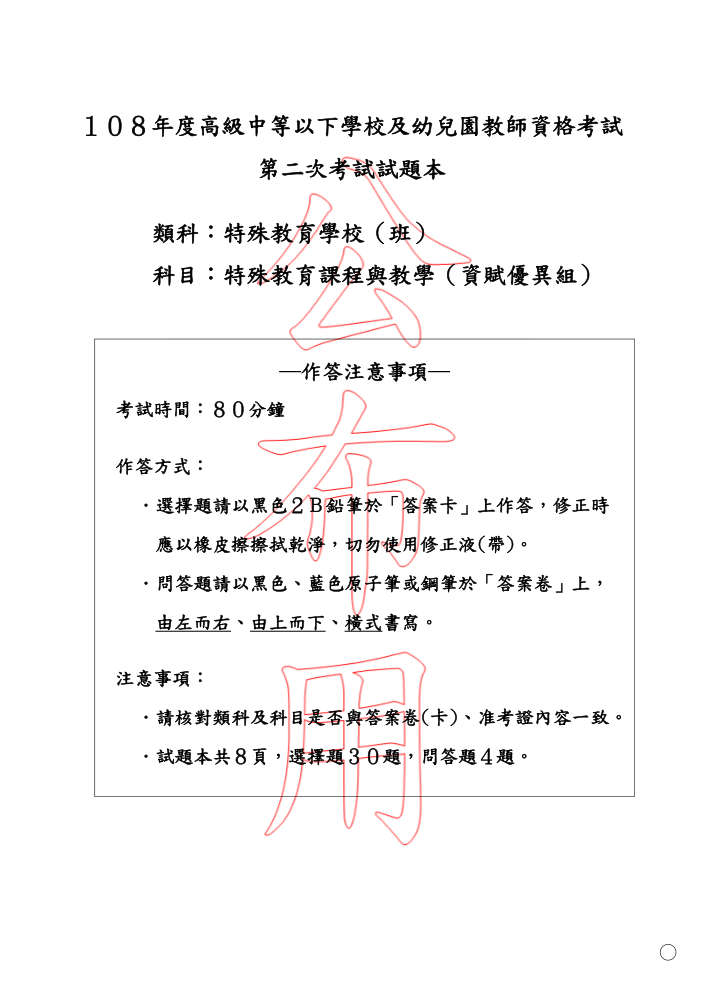 １０８年度高級中等以下學校及幼兒園教師資格考試
第二次考試試題本
類科：特殊教育學校（班）
科目：特殊教育課程與教學（資賦優異組）
—作答注意事項—
考試時間：８０分鐘
作答方式：
．選擇題請以黑色２B鉛筆於「答案卡」上作答，修正時
應以橡皮擦擦拭乾淨，切勿使用修正液(帶)。
．問答題請以黑色、藍色原子筆或鋼筆於「答案卷」上，
由左而右、由上而下、橫式書寫。
注意事項：
．請核對類科及科目是否與答案卷(卡)、准考證內容一致。
．試題本共８頁，選擇題３０題，問答題４題。
公布用